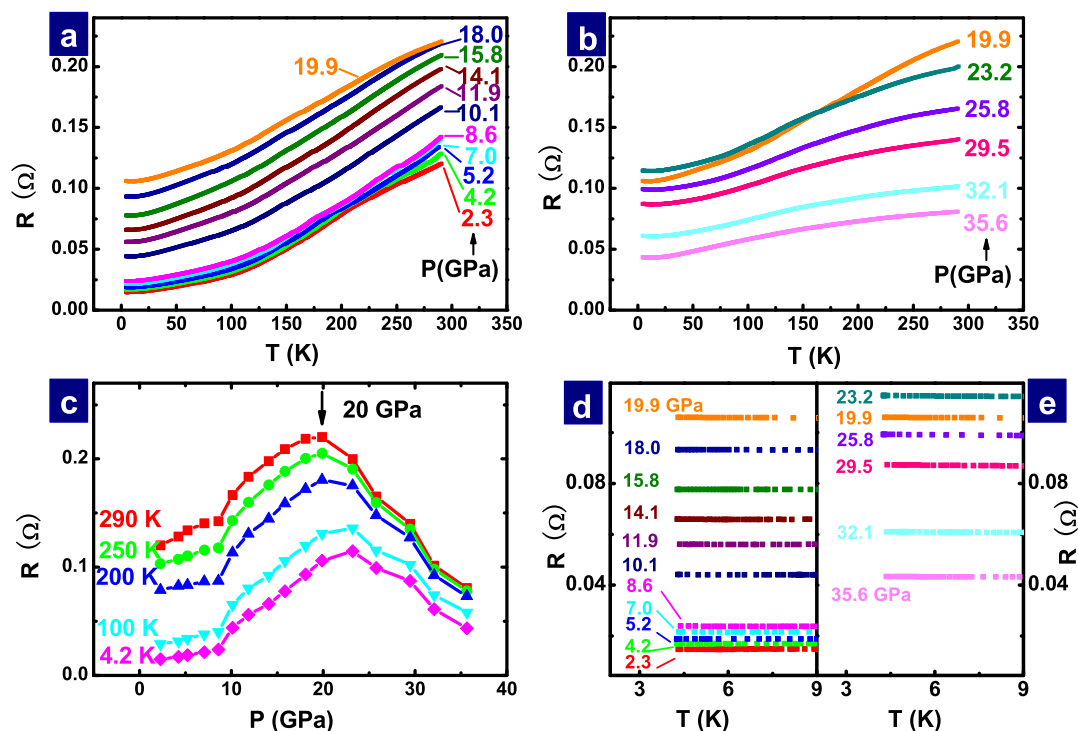 a
0.20
0.15
0.10
0.05
0.00
R (Ω)
19.9
18.0
15.8
14.1
11.9
10.1
8.6
7.0
5.2
4.2
2.3
P(GPa)
0 50 100 150 200 250 300 350
T (K)
b
0.20
0.15
0.10
0.05
0.00
R (Ω)
19.9
23.2
25.8
29.5
32.1
35.6
P(GPa)
0 50 100 150 200 250 300 350
T (K)
c
20 GPa
0.2
0.1
0.0
R (Ω)
290 K
250 K
200 K
100 K
4.2 K
0 10 20 30 40
P (GPa)
d
0.08
0.04
R (Ω)
19.9 GPa
18.0
15.8
14.1
11.9
10.1
8.6
7.0
5.2
4.2
2.3
3 6 9
T (K)
e
23.2
19.9
25.8
29.5
32.1
35.6 GPa
0.08
0.04
R (Ω)
3 6 9
T (K)